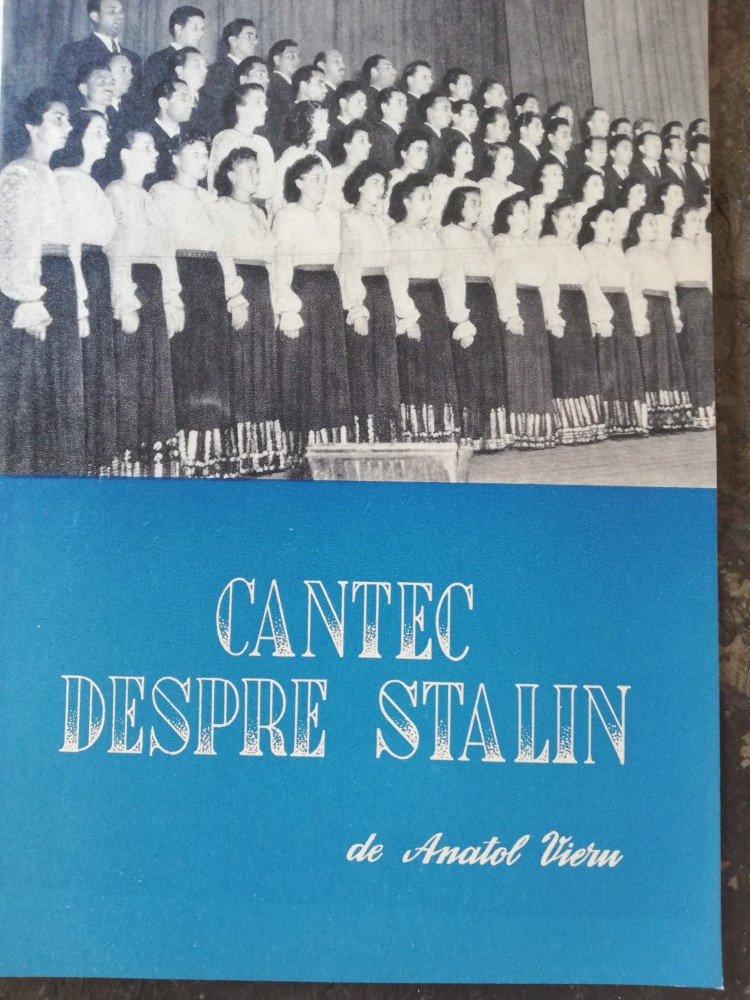 CANTEC
DESPRE STALIN
de Anatol Vieru